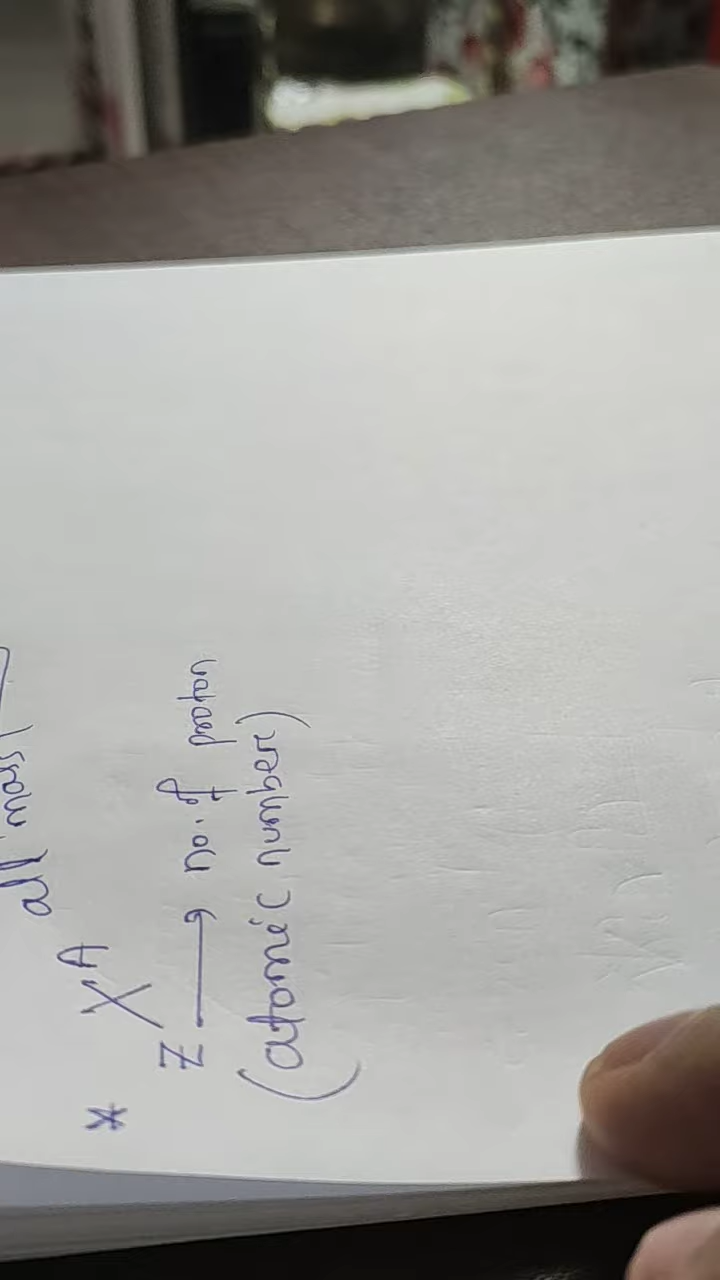 all mass
* X^A
Z → no. of proton
(atomic number)